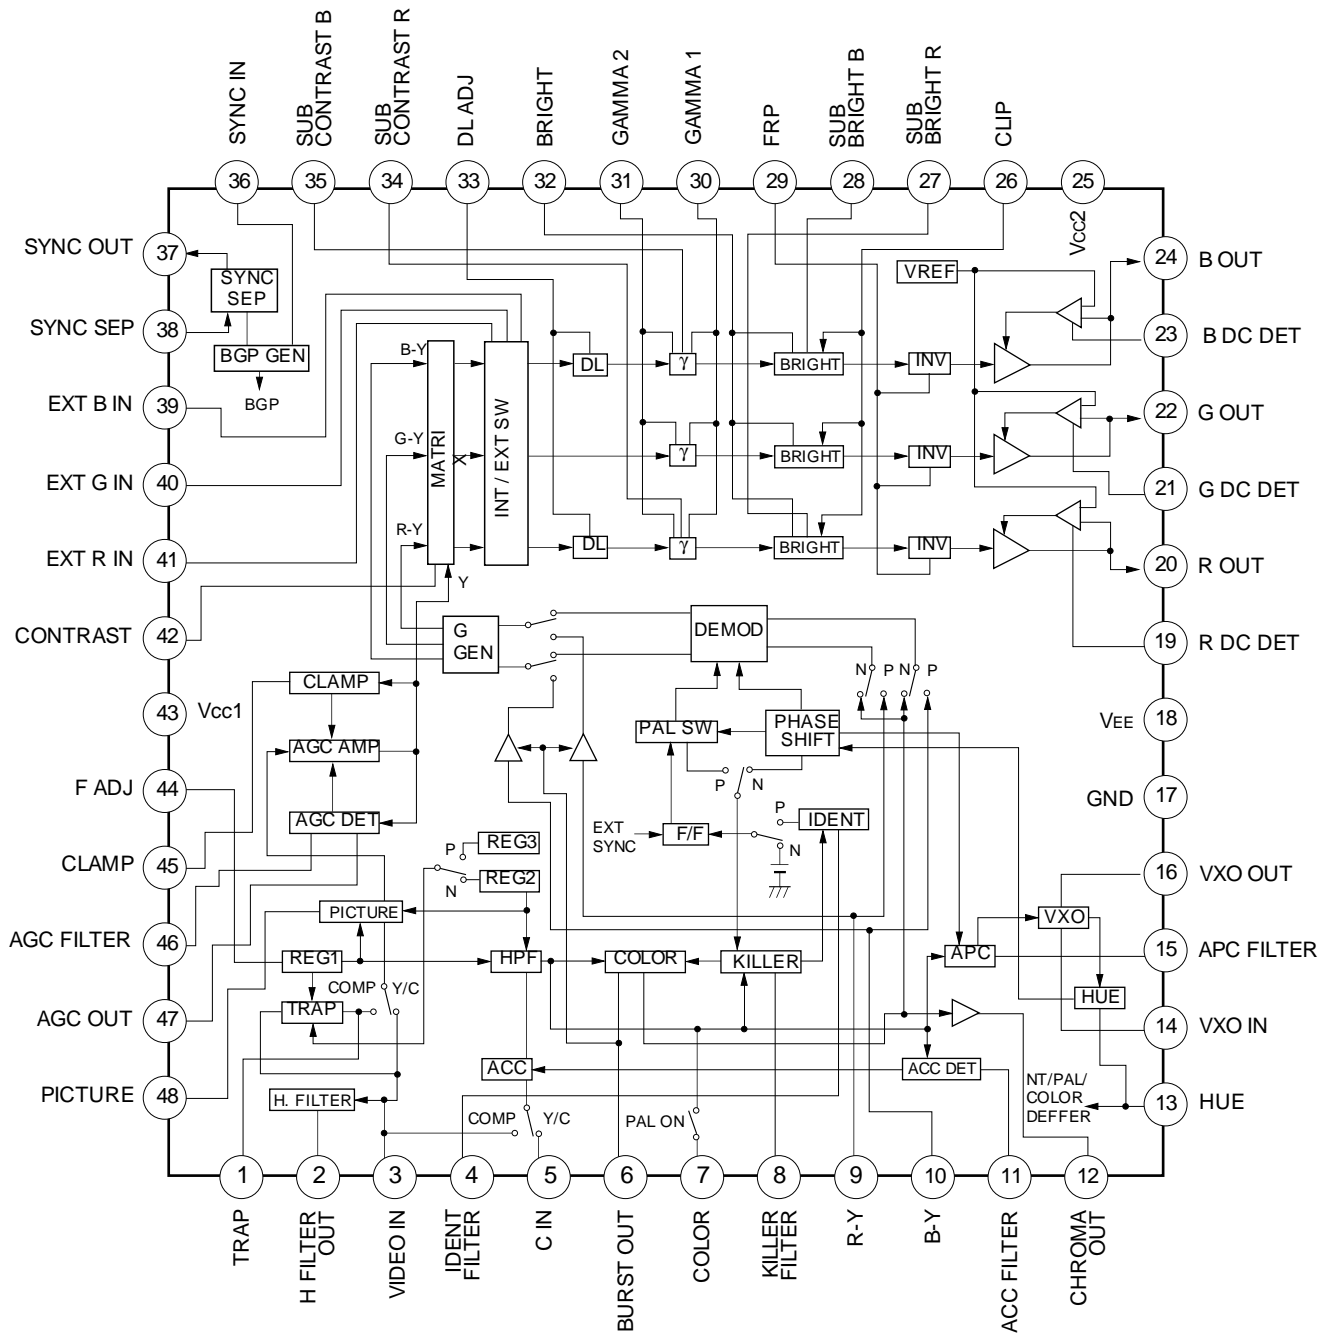 SYNC IN
SUB
CONTRAST B
SUB
CONTRAST R
DL ADJ
BRIGHT
GAMMA 2
GAMMA 1
FRP
SUB
BRIGHT B
SUB
BRIGHT R
CLIP
36
35
34
33
32
31
30
29
28
27
26
25
Vcc2
SYNC OUT
37
SYNC
SEP
VREF
24
B OUT
SYNC SEP
38
BGP GEN
BGP
23
B DC DET
B-Y
DL
γ
BRIGHT
INV
EXT B IN
39
22
G OUT
G-Y
MATRI
X
INT / EXT SW
γ
BRIGHT
INV
EXT G IN
40
21
G DC DET
R-Y
DL
γ
BRIGHT
INV
EXT R IN
41
20
R OUT
Y
CONTRAST
42
G
GEN
DEMOD
19
R DC DET
CLAMP
N
P
N
P
43
Vcc1
PAL SW
PHASE
SHIFT
VEE
18
AGC AMP
P
N
F ADJ
44
GND
17
AGC DET
EXT
SYNC
F/F
P
IDENT
N
REG3
P
CLAMP
45
N
REG2
16
VXO OUT
PICTURE
VXO
AGC FILTER
46
REG1
HPF
COLOR
KILLER
APC
15
APC FILTER
COMP
Y/C
HUE
AGC OUT
47
TRAP
14
VXO IN
ACC
ACC DET
PICTURE
48
H. FILTER
COMP
Y/C
PAL ON
NT/PAL/
COLOR
DEFFER
13
HUE
1
2
3
4
5
6
7
8
9
10
11
12
TRAP
H FILTER
OUT
VIDEO IN
IDENT
FILTER
C IN
BURST OUT
COLOR
KILLER
FILTER
R-Y
B-Y
ACC FILTER
CHROMA
OUT